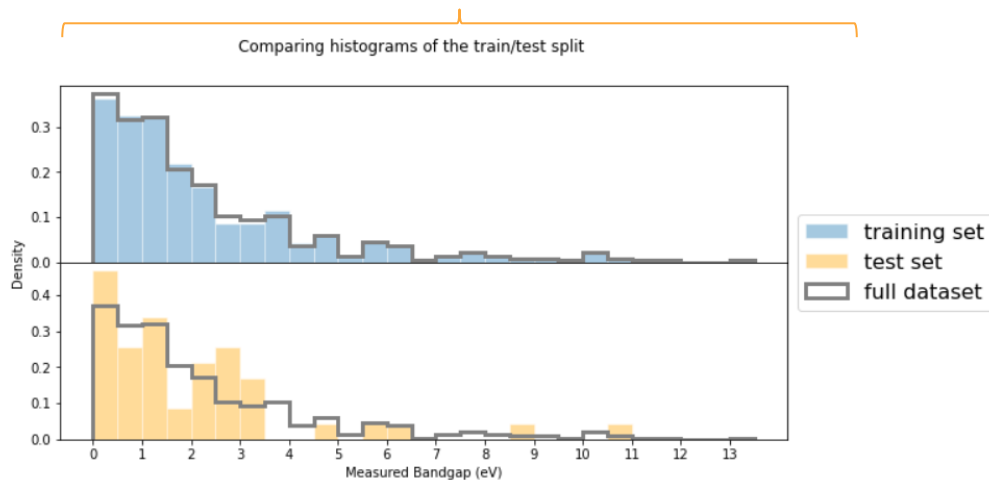 Comparing histograms of the train/test split
0.3
0.2
0.1
0.0
Density
0.4
0.3
0.2
0.1
0.0
0 1 2 3 4 5 6 7 8 9 10 11 12 13
Measured Bandgap (eV)
training set
test set
full dataset